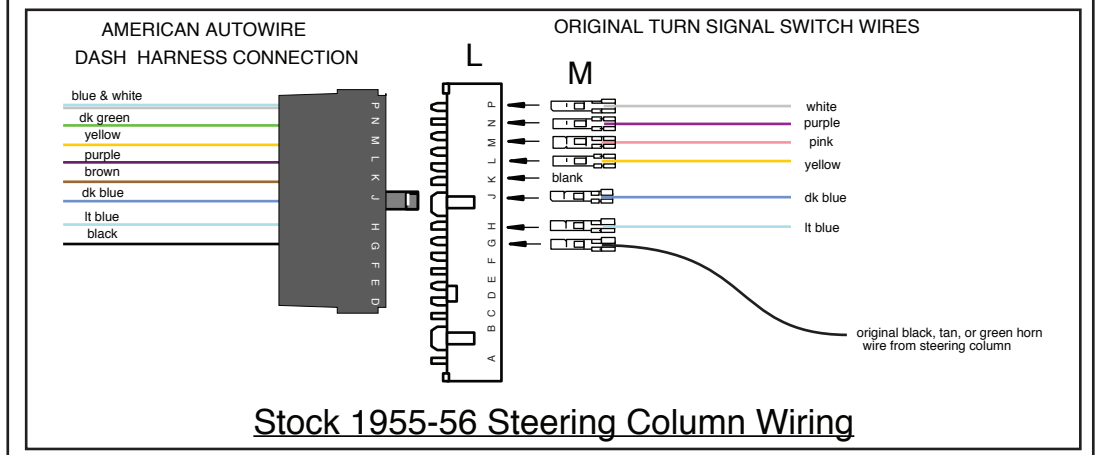 AMERICAN AUTOWIRE
DASH HARNESS CONNECTION
ORIGINAL TURN SIGNAL SWITCH WIRES
L
M
blue & white
dk green
yellow
purple
brown
dk blue
lt blue
black
P
N
M
L
K
J
H
G
F
E
D
P
N
M
L
K
J
H
G
F
E
D
C
B
A
white
purple
pink
yellow
blank
dk blue
lt blue
original black, tan, or green horn
wire from steering column
Stock 1955-56 Steering Column Wiring